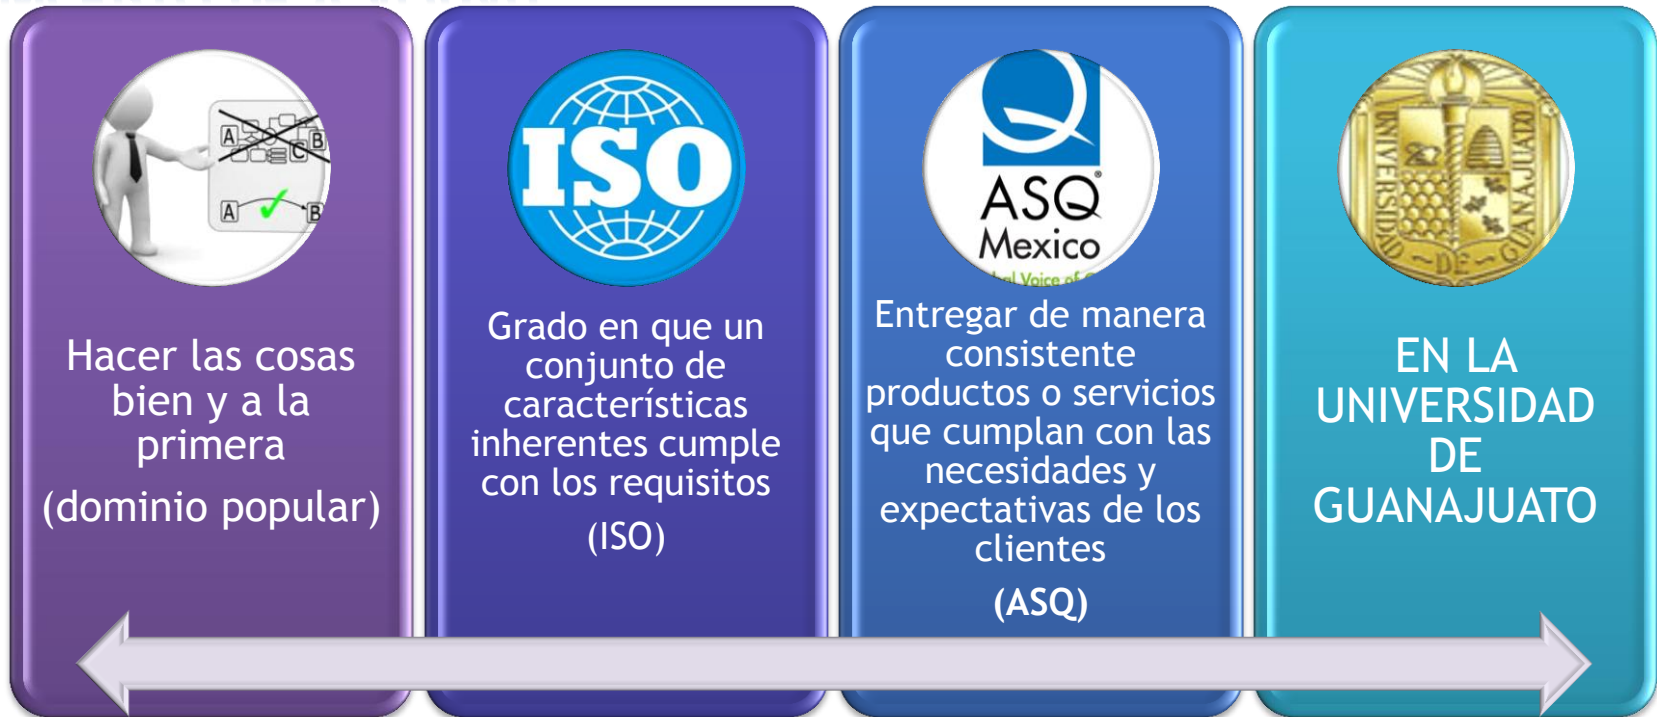 A
B
C
A
B
Hacer las cosas
bien y a la
primera
(dominio popular)
ISO
Grado en que un
conjunto de
características
inherentes cumple
con los requisitos
(ISO)
ASQ®
Mexico
Voice of
Entregar de manera
consistente
productos o servicios
que cumplan con las
necesidades y
expectativas de los
clientes
(ASQ)
UNIVERSIDAD
DE
GUANAJUATO
EN LA
UNIVERSIDAD
DE
GUANAJUATO